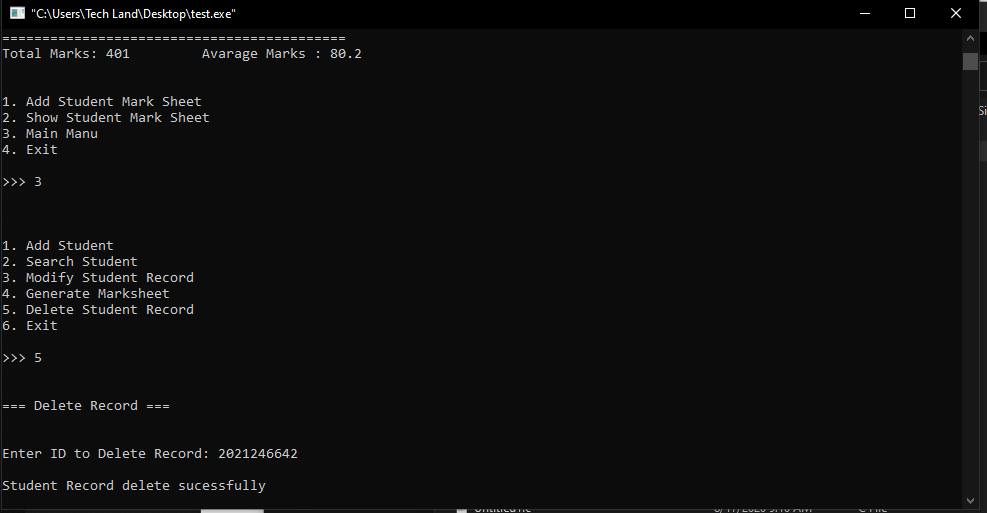 "C:\Users\Tech Land\Desktop\test.exe"
===========================================
Total Marks: 401         Avarage Marks : 80.2
1. Add Student Mark Sheet
2. Show Student Mark Sheet
3. Main Manu
4. Exit
>>> 3
1. Add Student
2. Search Student
3. Modify Student Record
4. Generate Marksheet
5. Delete Student Record
6. Exit
>>> 5
=== Delete Record ===
Enter ID to Delete Record: 2021246642
Student Record delete sucessfully